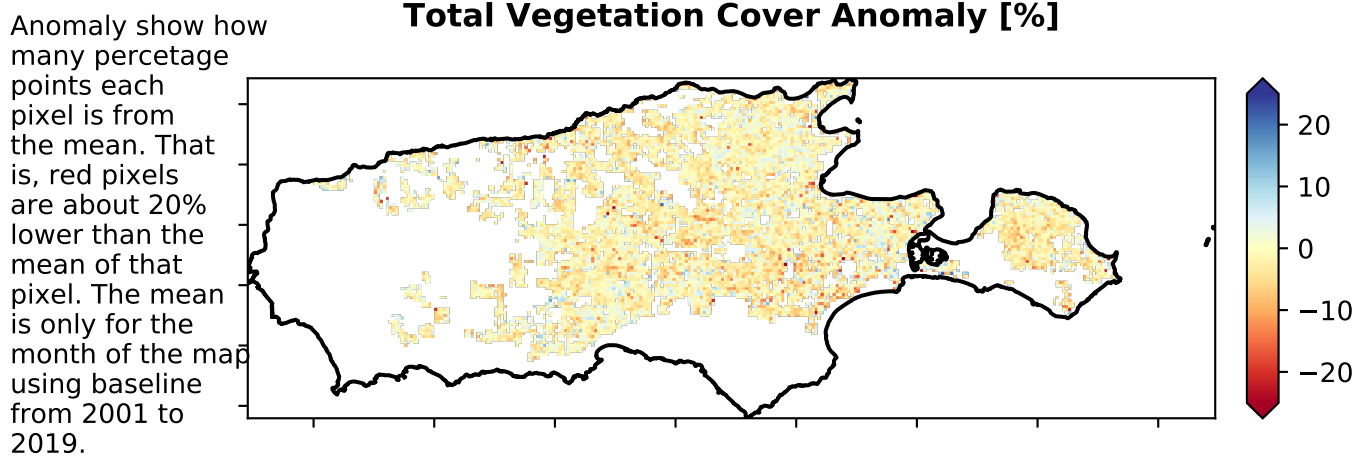 Total Vegetation Cover Anomaly [%]
Anomaly show how
many percetage
points each
pixel is from
the mean. That
is, red pixels
are about 20%
lower than the
mean of that
pixel. The mean
is only for the
month of the map
using baseline
from 2001 to
2019.
20
10
0
−10
−20